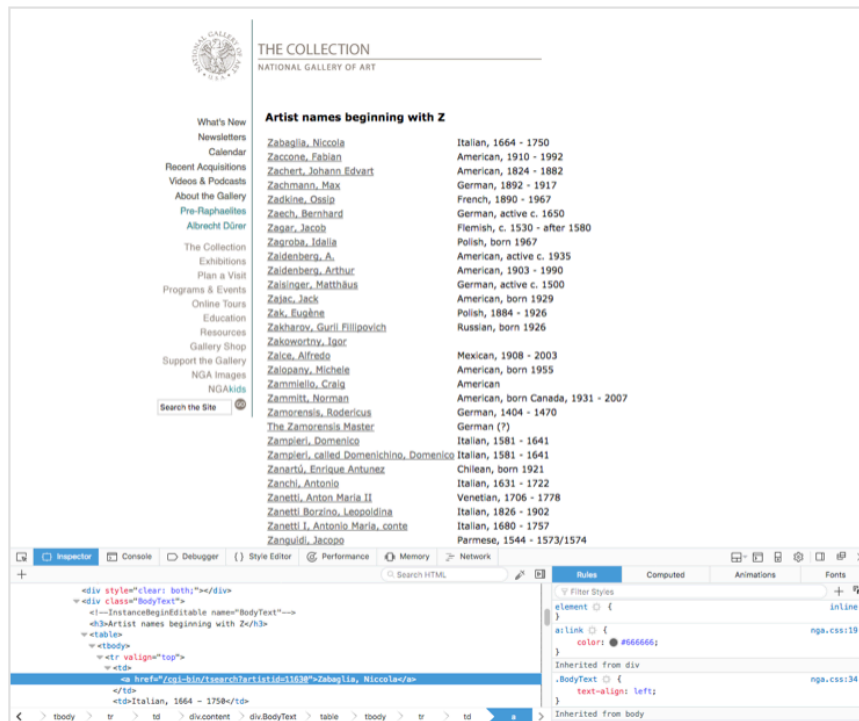 NATIONAL GALLERY OF ART
THE COLLECTION
NATIONAL GALLERY OF ART
What's New
Newsletters
Calendar
Recent Acquisitions
Videos & Podcasts
About the Gallery
Pre-Raphaelites
Albrecht Dürer
The Collection
Exhibitions
Plan a Visit
Programs & Events
Online Tours
Education
Resources
Gallery Shop
Support the Gallery
NGA Images
NGAkids
Search the Site
Artist names beginning with Z
Zabaglia, Niccola Italian, 1664 - 1750
Zaccone, Fabian American, 1910 - 1992
Zachert, Johann Edvart American, 1824 - 1882
Zachmann, Max German, 1892 - 1917
Zadkine, Ossip French, 1890 - 1967
Zaech, Bernhard German, active c. 1650
Zagar, Jacob Flemish, c. 1530 - after 1580
Zagroba, Idalia Polish, born 1967
Zaidenberg, A. American, active c. 1935
Zaidenberg, Arthur American, 1903 - 1990
Zaisinger, Matthäus German, active c. 1500
Zajac, Jack American, born 1929
Zak, Eugène Polish, 1884 - 1926
Zakharov, Gurii Fillipovich Russian, born 1926
Zakowortny, Igor
Zalce, Alfredo Mexican, 1908 - 2003
Zalopany, Michele American, born 1955
Zammiello, Craig American
Zammitt, Norman American, born Canada, 1931 - 2007
Zamorensis, Rodericus German, 1404 - 1470
The Zamorensis Master German (?)
Zampieri, Domenico Italian, 1581 - 1641
Zampieri, called Domenichino, Domenico Italian, 1581 - 1641
Zanartú, Enrique Antunez Chilean, born 1921
Zanchi, Antonio Italian, 1631 - 1722
Zanetti, Anton Maria II Venetian, 1706 - 1778
Zanetti Borzino, Leopoldina Italian, 1826 - 1902
Zanetti I, Antonio Maria, conte Italian, 1680 - 1757
Zanguidi, Jacopo Parmese, 1544 - 1573/1574
Inspector Console Debugger { } Style Editor Performance Memory Network
+ Search HTML
<div style="clear: both;"></div>
<div class="BodyText">
<!--InstanceBeginEditable name="BodyText"-->
<h3>Artist names beginning with Z</h3>
<table>
<tbody>
<tr valign="top">
<td>
<a href="/cgi-bin/tsearch?artistid=11630">Zabaglia, Niccola</a>
</td>
<td>Italian, 1664 - 1750</td>
tbody tr td div.content div.BodyText table tbody tr td a
Rules Computed Animations Fonts
Filter Styles +
element { inline
}
a:link { nga.css:19
color: #666666;
}
Inherited from div
.BodyText { nga.css:34
text-align: left;
}
Inherited from body